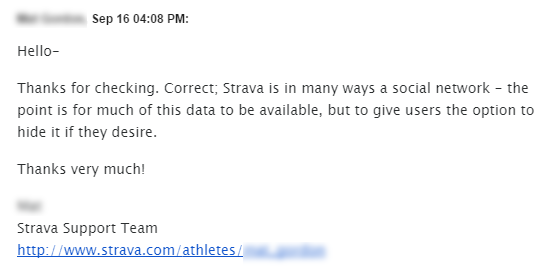 Sep 16 04:08 PM:
Hello–
Thanks for checking. Correct; Strava is in many ways a social network – the
point is for much of this data to be available, but to give users the option to
hide it if they desire.
Thanks very much!
Strava Support Team
http://www.strava.com/athletes/